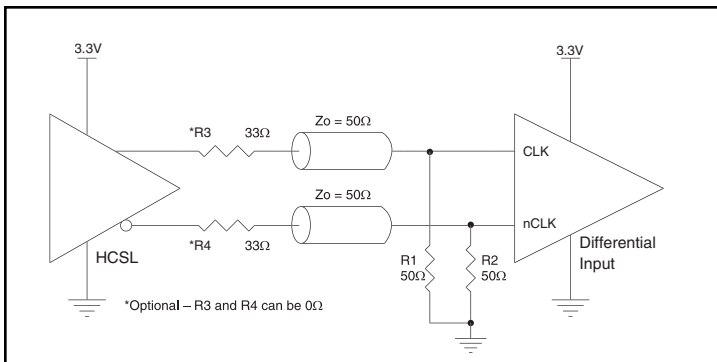 3.3V
3.3V
*R3
33Ω
Zo = 50Ω
CLK
Zo = 50Ω
nCLK
*R4
33Ω
HCSL
R1
50Ω
R2
50Ω
Differential
Input
*Optional – R3 and R4 can be 0Ω